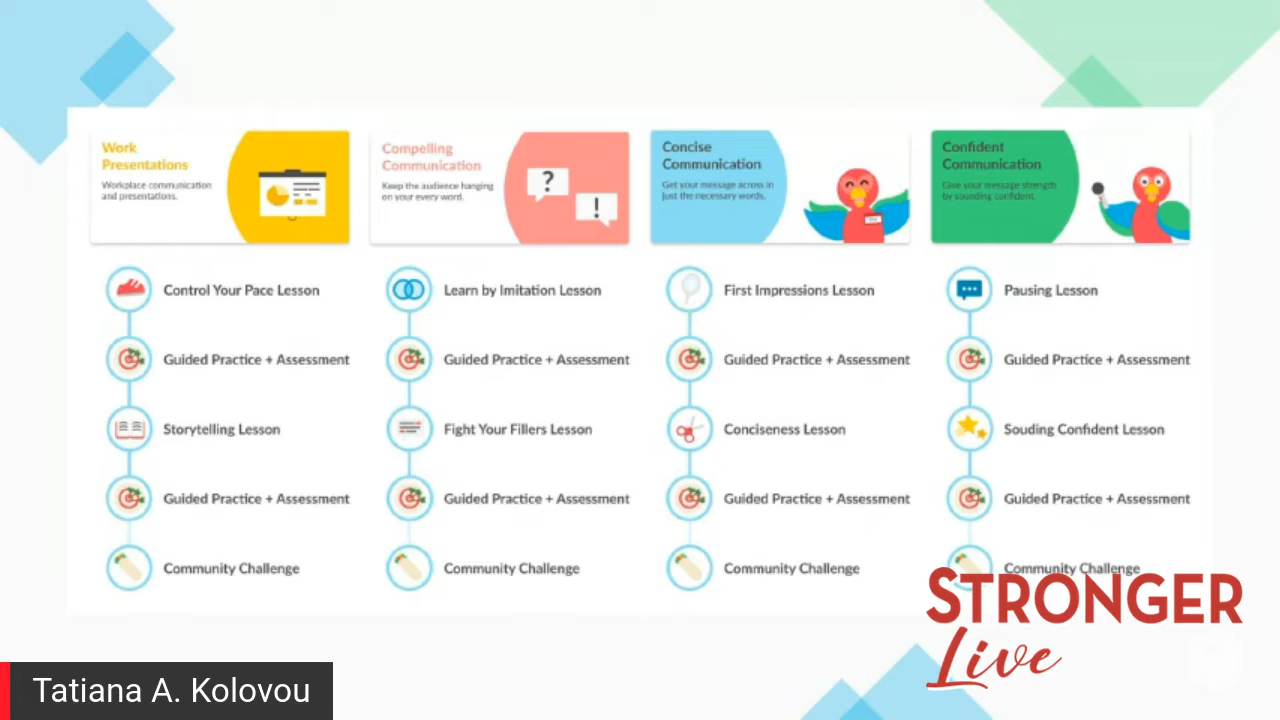 Work
Presentations
Workplace communication
and presentations.
Control Your Pace Lesson
Guided Practice + Assessment
Storytelling Lesson
Guided Practice + Assessment
Community Challenge
Compelling
Communication
Keep the audience hanging
on your every word.
?
!
Learn by Imitation Lesson
Guided Practice + Assessment
Fight Your Fillers Lesson
Guided Practice + Assessment
Community Challenge
Concise
Communication
Get your message across in
just the necessary words.
First Impressions Lesson
Guided Practice + Assessment
Conciseness Lesson
Guided Practice + Assessment
Community Challenge
Confident
Communication
Give your message strength
by sounding confident.
Pausing Lesson
Guided Practice + Assessment
Souding Confident Lesson
Guided Practice + Assessment
Community Challenge
STRONGER
Live
Tatiana A. Kolovou